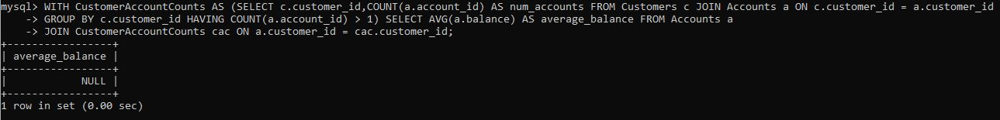 mysql> WITH CustomerAccountCounts AS (SELECT c.customer_id,COUNT(a.account_id) AS num_accounts FROM Customers c JOIN Accounts a ON c.customer_id = a.customer_id
    -> GROUP BY c.customer_id HAVING COUNT(a.account_id) > 1) SELECT AVG(a.balance) AS average_balance FROM Accounts a
    -> JOIN CustomerAccountCounts cac ON a.customer_id = cac.customer_id;
+-----------------+
| average_balance |
+-----------------+
|            NULL |
+-----------------+
1 row in set (0.00 sec)